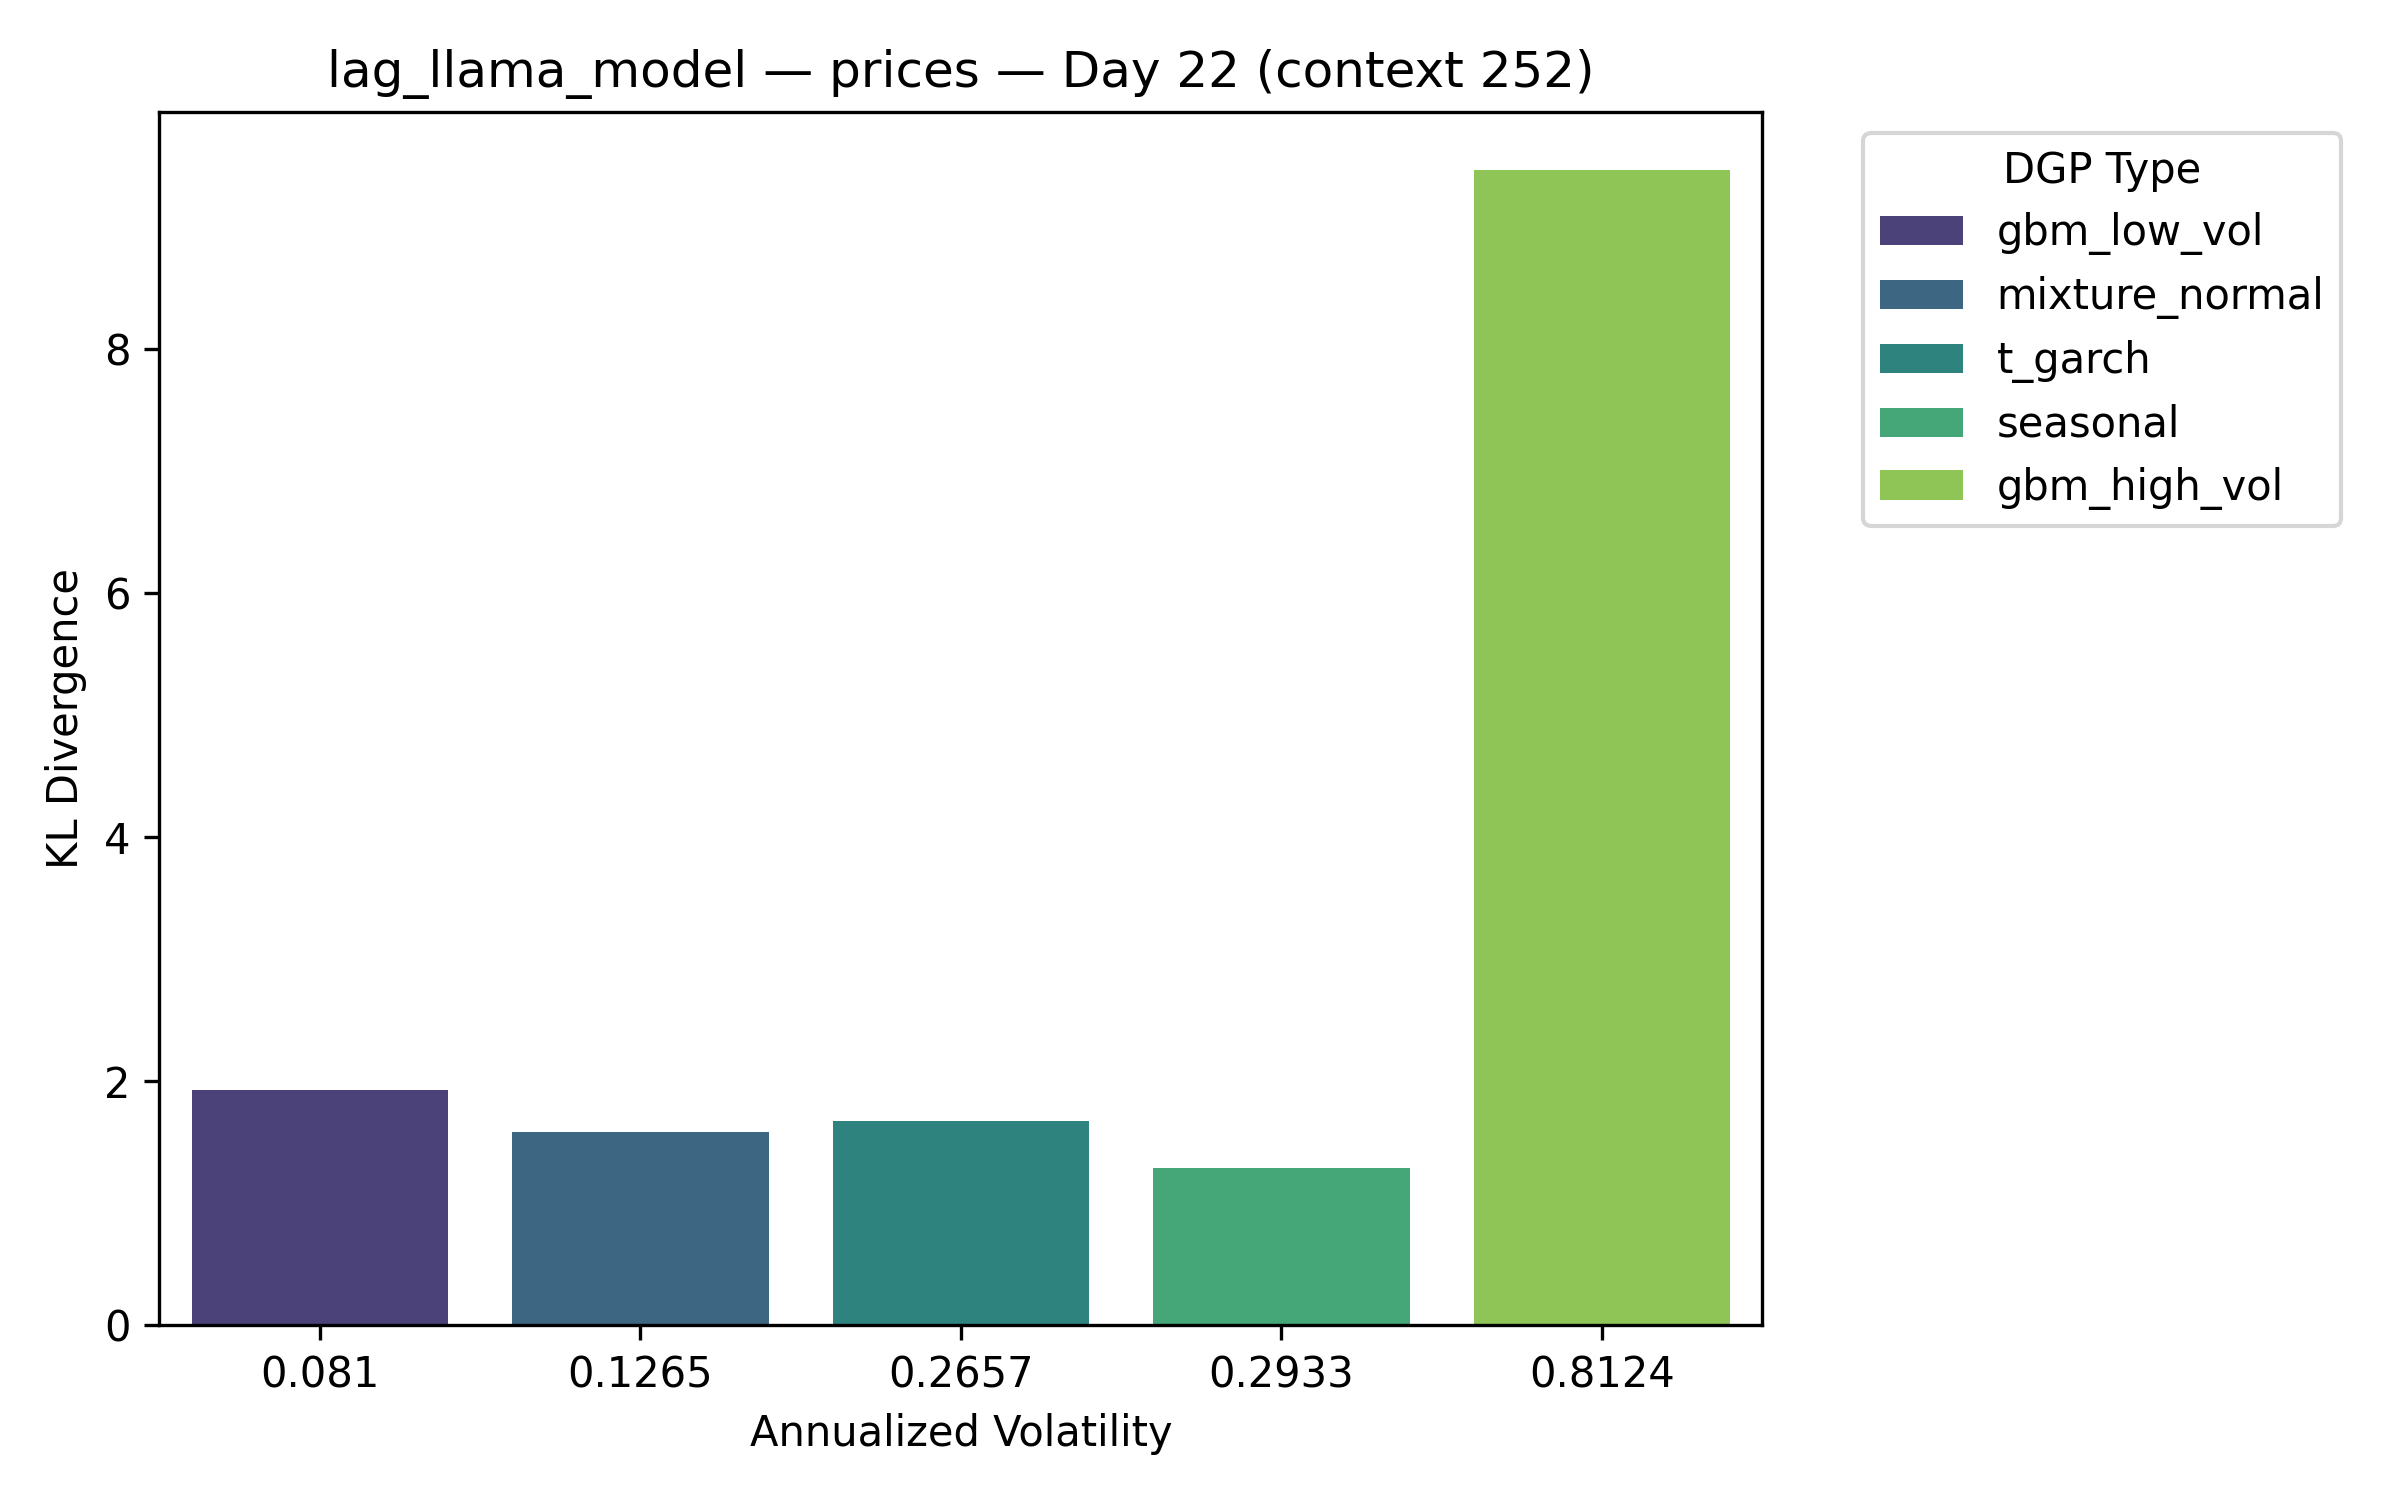 lag_llama_model — prices — Day 22 (context 252)
KL Divergence
8
6
4
2
0
0.081 0.1265 0.2657 0.2933 0.8124
Annualized Volatility
DGP Type
gbm_low_vol
mixture_normal
t_garch
seasonal
gbm_high_vol